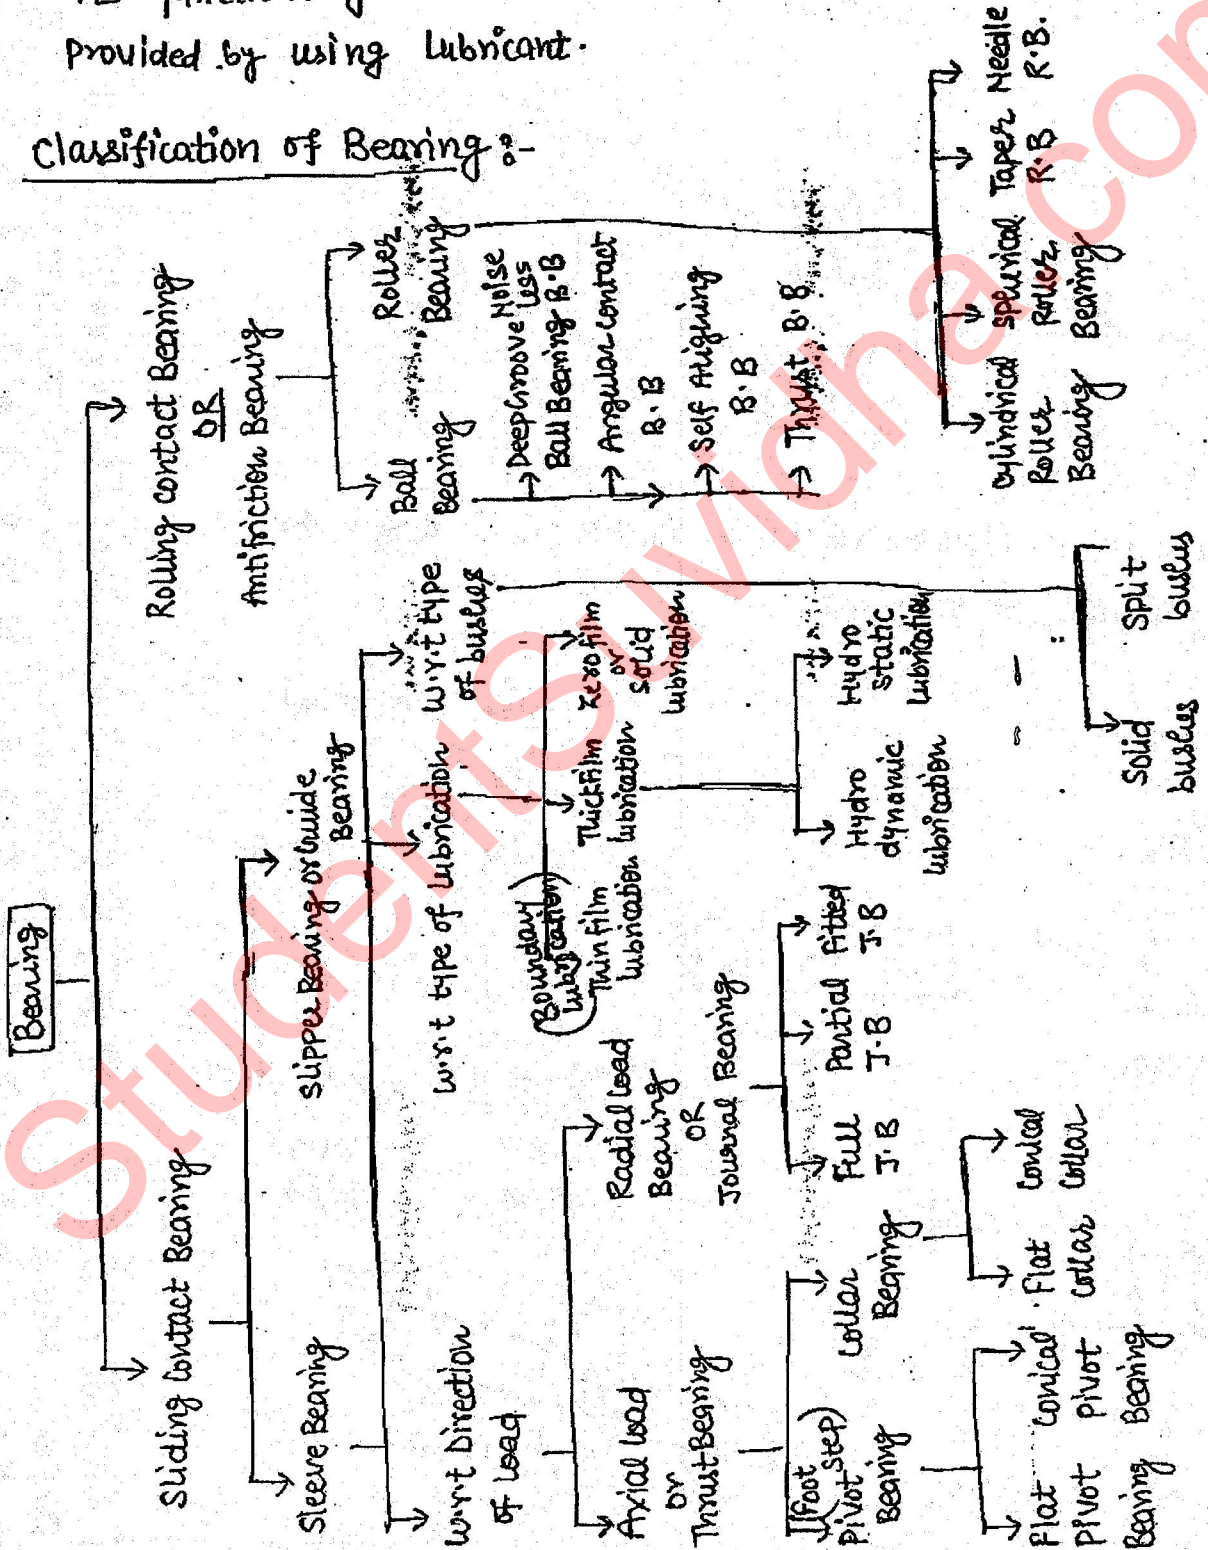 Provided by using Lubricant.
Classification of Bearing :-
Bearing
Sliding Contact Bearing
Rolling contact Bearing
OR
Antifriction Bearing
Sleeve Bearing
Slipper Bearing or Guide
Bearing
Ball
Bearing
Roller
Bearing
w.r.t Direction
of Load
w.r.t type of lubrication
w.r.t type
of bushes
Deep Groove
Ball Bearing
Noise
Less
B.B
Angular contact
B.B
Self Aligning
B.B
Thrust B.B
Cylindrical
Roller
Bearing
Spherical
Roller
Bearing
Taper
R.B
Needle
R.B.
(Boundary
lubrication)
Thin film
lubrication
Thick film
lubrication
Zero film
or
solid
lubrication
Hydro
dynamic
lubrication
Hydro
static
lubrication
Solid
bushes
Split
bushes
Axial Load
or
Thrust Bearing
Radial Load
Bearing
OR
Journal Bearing
(Foot
Step)
Pivot
Bearing
Collar
Bearing
Full
J.B
Partial
J.B
Fitted
J.B
Flat
Pivot
Bearing
Conical
Pivot
Bearing
Flat
Collar
Conical
Collar
StudentSuvidha.com